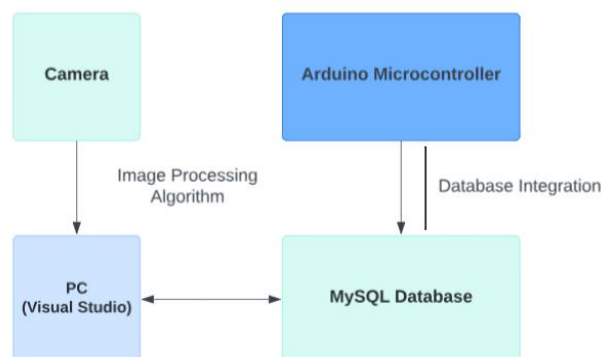 Camera
Arduino Microcontroller
Image Processing
Algorithm
Database Integration
PC
(Visual Studio)
MySQL Database